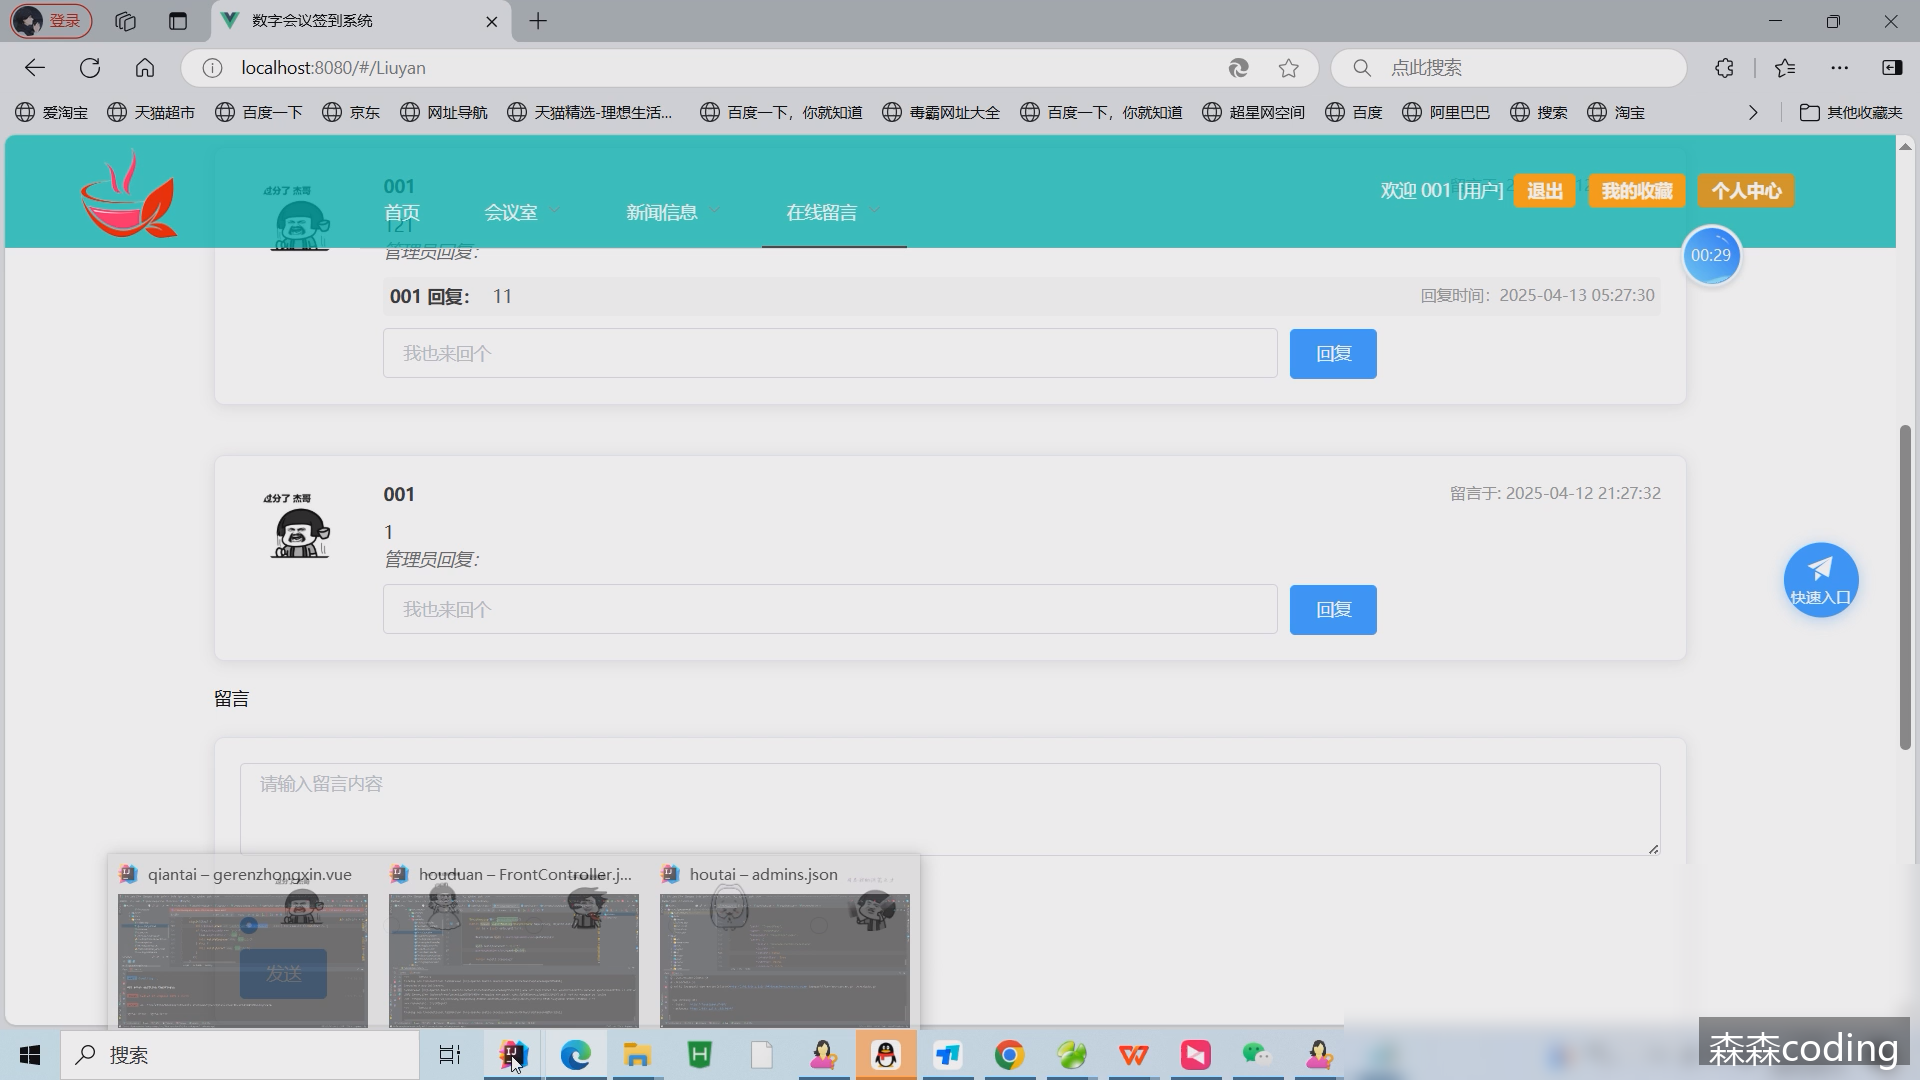 登录
数字会议签到系统
localhost:8080/#/Liuyan
点此搜索
爱淘宝
天猫超市
百度一下
京东
网址导航
天猫精选-理想生活...
百度一下，你就知道
毒霸网址大全
百度一下，你就知道
超星网空间
百度
阿里巴巴
搜索
淘宝
其他收藏夹
过分了 杰哥
001
121
首页
会议室
新闻信息
在线留言
欢迎 001 [用户]
退出
我的收藏
个人中心
00:29
管理员回复：
001 回复：
11
回复时间：2025-04-13 05:27:30
我也来回个
回复
过分了 杰哥
001
留言于: 2025-04-12 21:27:32
1
管理员回复：
我也来回个
回复
快速入口
留言
请输入留言内容
qiantai – gerenzhongxin.vue
houduan – FrontController.j...
houtai – admins.json
发送
搜索
森森coding